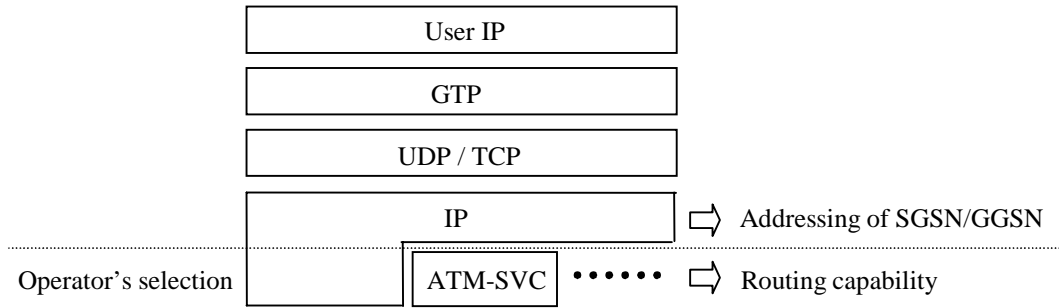 User IP
GTP
UDP / TCP
IP
Addressing of SGSN/GGSN
Operator’s selection
ATM-SVC
Routing capability